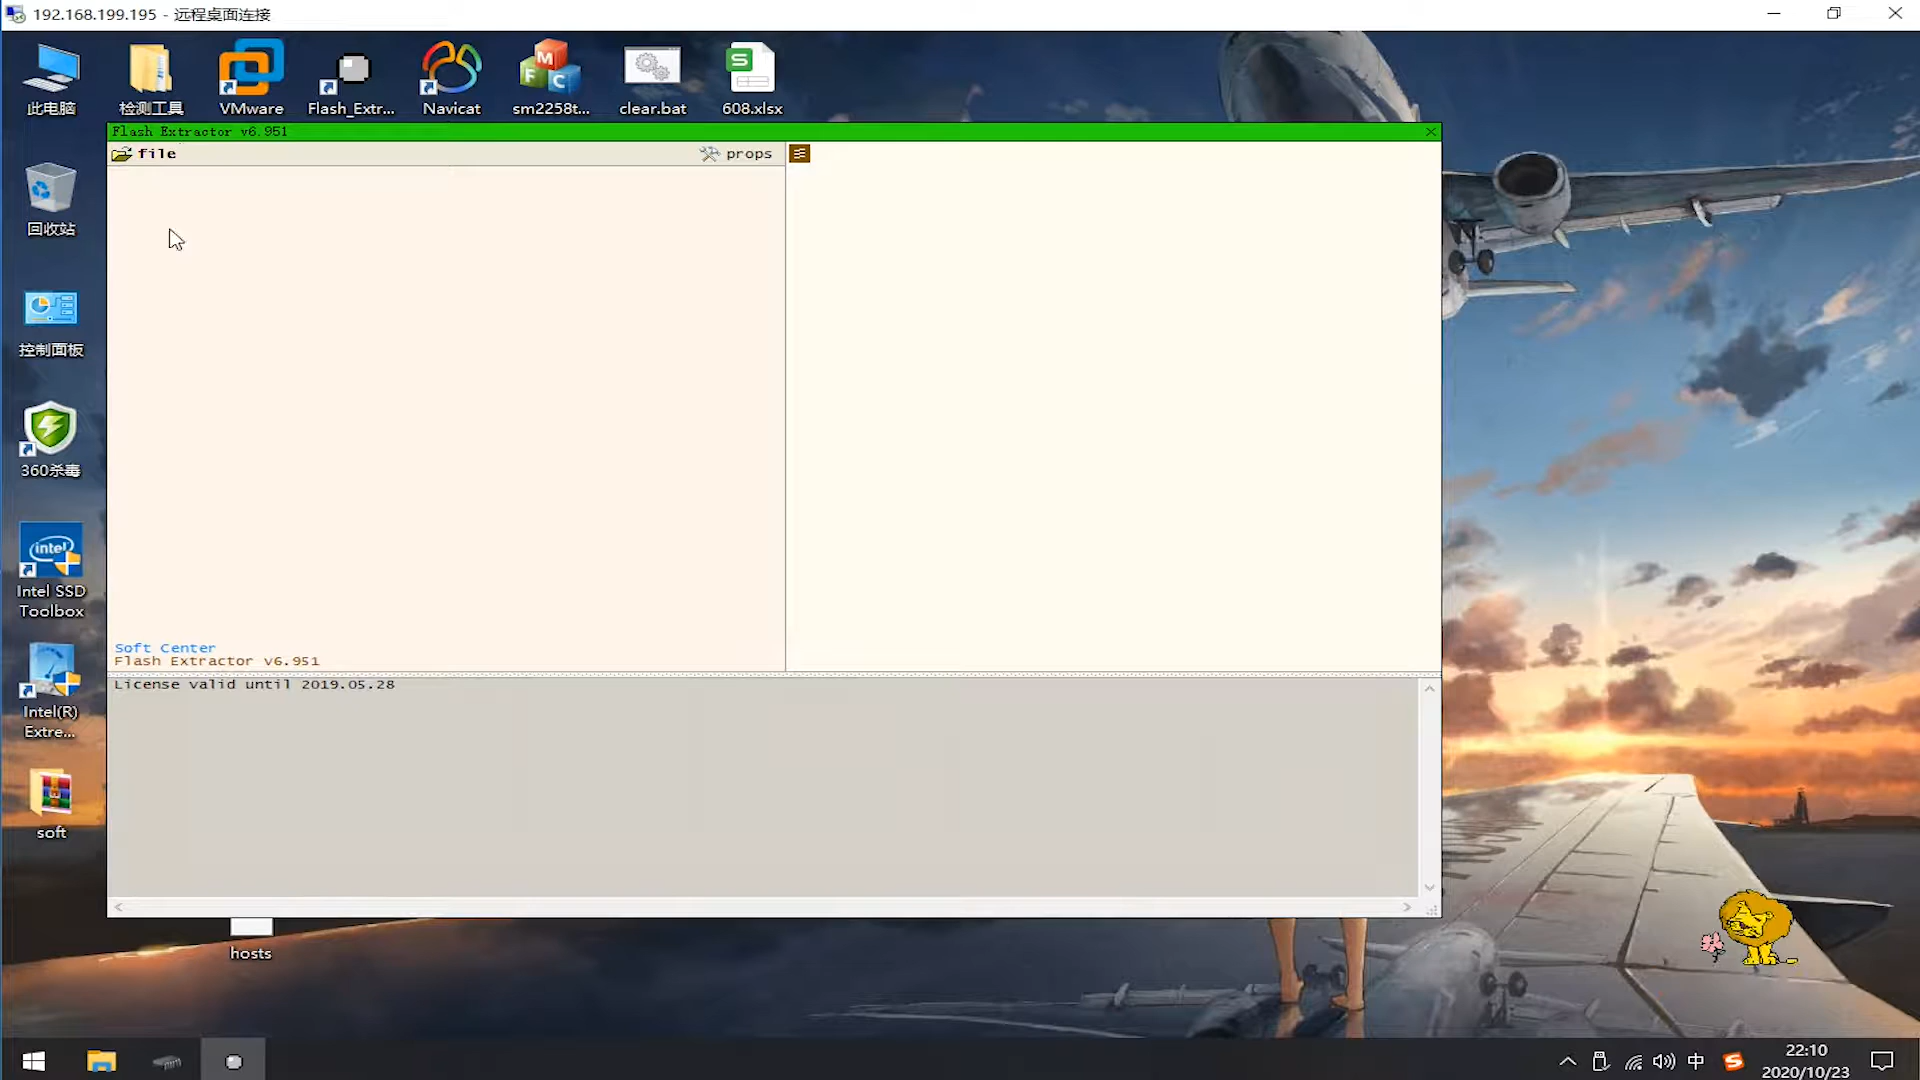 192.168.199.195 - 远程桌面连接
此电脑
检测工具
VMware
Flash_Extr...
Navicat
sm2258t...
clear.bat
608.xlsx
Flash Extractor v6.951
file
props
回收站
控制面板
360杀毒
intel
Intel SSD
Toolbox
Intel(R)
Extre...
soft
Soft Center
Flash Extractor v6.951
License valid until 2019.05.28
hosts
中
22:10
2020/10/23